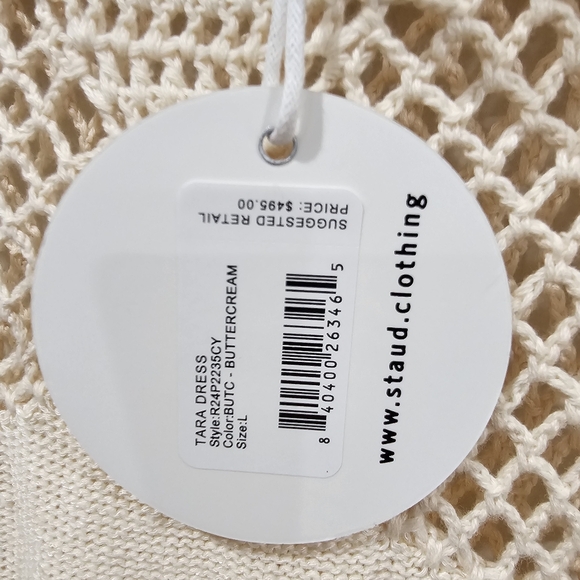 TARA DRESS
Style:R24P2235CY
Color:BUTC - BUTTERCREAM
Size:L
8 40400 26346 5
SUGGESTED RETAIL
PRICE: $495.00
www.staud.clothing